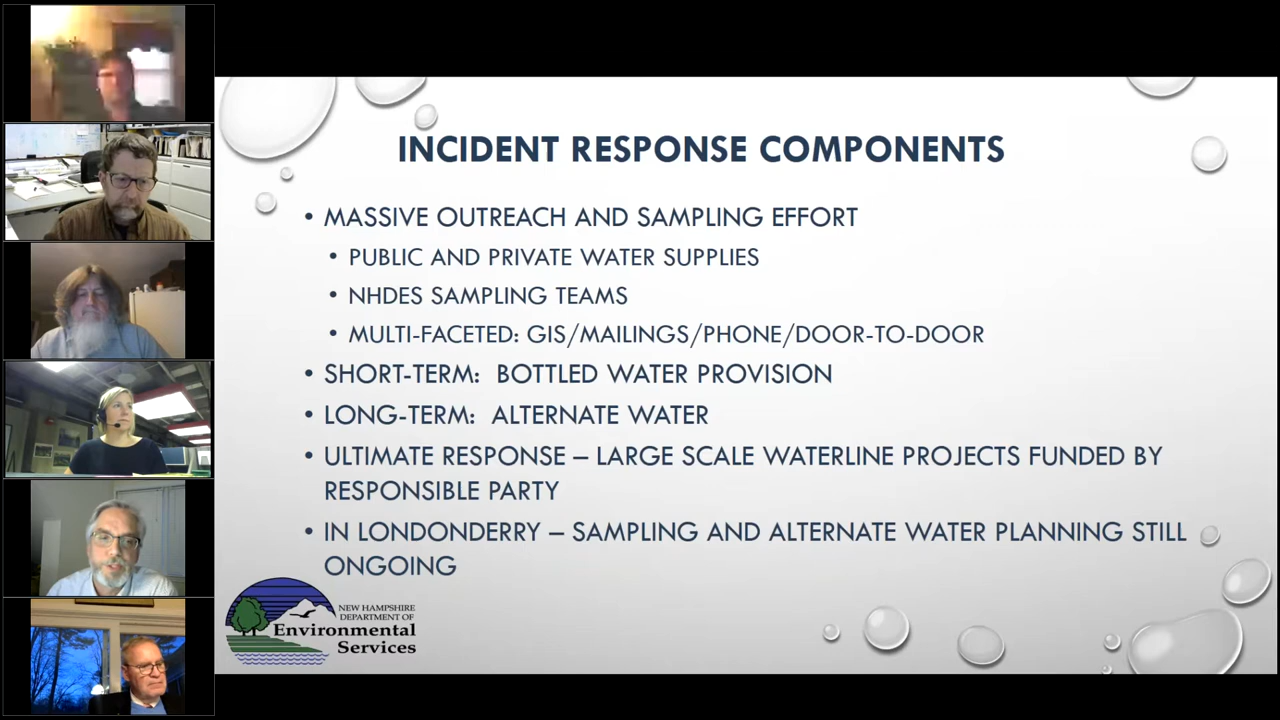 INCIDENT RESPONSE COMPONENTS
• MASSIVE OUTREACH AND SAMPLING EFFORT
• PUBLIC AND PRIVATE WATER SUPPLIES
• NHDES SAMPLING TEAMS
• MULTI-FACETED: GIS/MAILINGS/PHONE/DOOR-TO-DOOR
• SHORT-TERM: BOTTLED WATER PROVISION
• LONG-TERM: ALTERNATE WATER
• ULTIMATE RESPONSE – LARGE SCALE WATERLINE PROJECTS FUNDED BY
RESPONSIBLE PARTY
• IN LONDONDERRY – SAMPLING AND ALTERNATE WATER PLANNING STILL
ONGOING
NEW HAMPSHIRE
DEPARTMENT OF
Environmental
Services